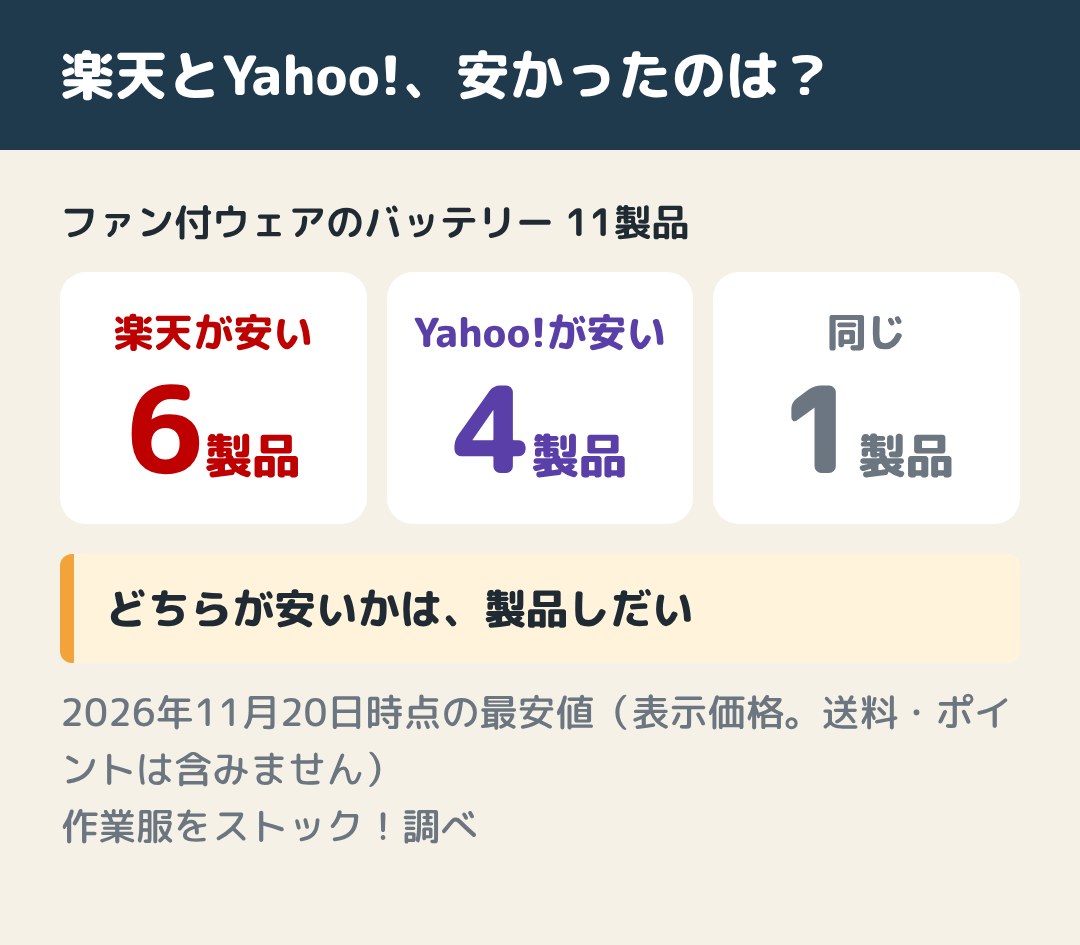 楽天とYahoo!、安かったのは？
ファン付ウェアのバッテリー 11製品
楽天が安い
6製品
Yahoo!が安い
4製品
同じ
1製品
どちらが安いかは、製品しだい
2026年11月20日時点の最安値（表示価格。送料・ポイ
ントは含みません）
作業服をストック！調べ